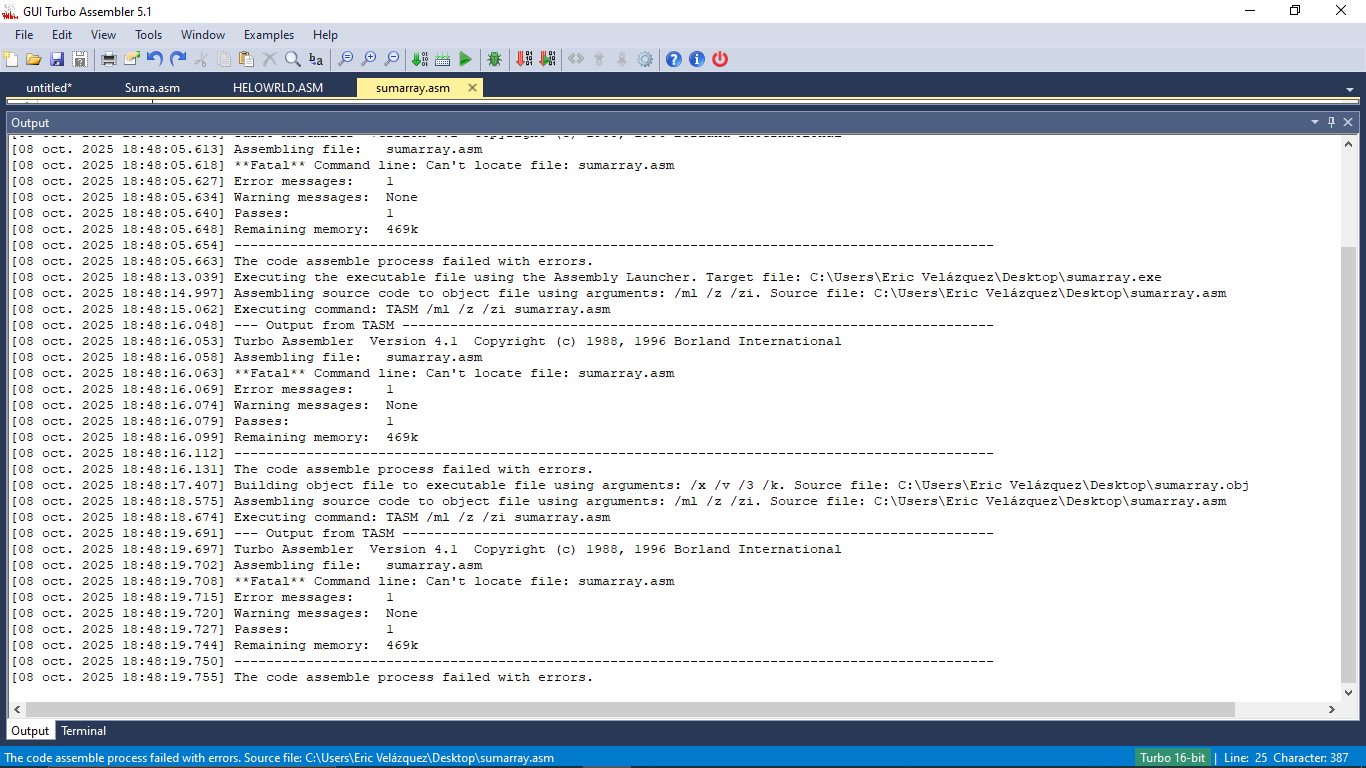 GUI Turbo Assembler 5.1
File Edit View Tools Window Examples Help
untitled* Suma.asm HELOWRLD.ASM sumarray.asm
Output
[08 oct. 2025 18:48:05.613] Assembling file:   sumarray.asm
[08 oct. 2025 18:48:05.618] **Fatal** Command line: Can't locate file: sumarray.asm
[08 oct. 2025 18:48:05.627] Error messages:    1
[08 oct. 2025 18:48:05.634] Warning messages:  None
[08 oct. 2025 18:48:05.640] Passes:            1
[08 oct. 2025 18:48:05.648] Remaining memory:  469k
[08 oct. 2025 18:48:05.654] -----------------------------------------------------------------------------------------------
[08 oct. 2025 18:48:05.663] The code assemble process failed with errors.
[08 oct. 2025 18:48:13.039] Executing the executable file using the Assembly Launcher. Target file: C:\Users\Eric Velázquez\Desktop\sumarray.exe
[08 oct. 2025 18:48:14.997] Assembling source code to object file using arguments: /ml /z /zi. Source file: C:\Users\Eric Velázquez\Desktop\sumarray.asm
[08 oct. 2025 18:48:15.062] Executing command: TASM /ml /z /zi sumarray.asm
[08 oct. 2025 18:48:16.048] --- Output from TASM --------------------------------------------------------------------------
[08 oct. 2025 18:48:16.053] Turbo Assembler  Version 4.1  Copyright (c) 1988, 1996 Borland International
[08 oct. 2025 18:48:16.058] Assembling file:   sumarray.asm
[08 oct. 2025 18:48:16.063] **Fatal** Command line: Can't locate file: sumarray.asm
[08 oct. 2025 18:48:16.069] Error messages:    1
[08 oct. 2025 18:48:16.074] Warning messages:  None
[08 oct. 2025 18:48:16.079] Passes:            1
[08 oct. 2025 18:48:16.099] Remaining memory:  469k
[08 oct. 2025 18:48:16.112] -----------------------------------------------------------------------------------------------
[08 oct. 2025 18:48:16.131] The code assemble process failed with errors.
[08 oct. 2025 18:48:17.407] Building object file to executable file using arguments: /x /v /3 /k. Source file: C:\Users\Eric Velázquez\Desktop\sumarray.obj
[08 oct. 2025 18:48:18.575] Assembling source code to object file using arguments: /ml /z /zi. Source file: C:\Users\Eric Velázquez\Desktop\sumarray.asm
[08 oct. 2025 18:48:18.674] Executing command: TASM /ml /z /zi sumarray.asm
[08 oct. 2025 18:48:19.691] --- Output from TASM --------------------------------------------------------------------------
[08 oct. 2025 18:48:19.697] Turbo Assembler  Version 4.1  Copyright (c) 1988, 1996 Borland International
[08 oct. 2025 18:48:19.702] Assembling file:   sumarray.asm
[08 oct. 2025 18:48:19.708] **Fatal** Command line: Can't locate file: sumarray.asm
[08 oct. 2025 18:48:19.715] Error messages:    1
[08 oct. 2025 18:48:19.720] Warning messages:  None
[08 oct. 2025 18:48:19.727] Passes:            1
[08 oct. 2025 18:48:19.744] Remaining memory:  469k
[08 oct. 2025 18:48:19.750] -----------------------------------------------------------------------------------------------
[08 oct. 2025 18:48:19.755] The code assemble process failed with errors.
Output Terminal
The code assemble process failed with errors. Source file: C:\Users\Eric Velázquez\Desktop\sumarray.asm Turbo 16-bit | Line: 25 Character: 387